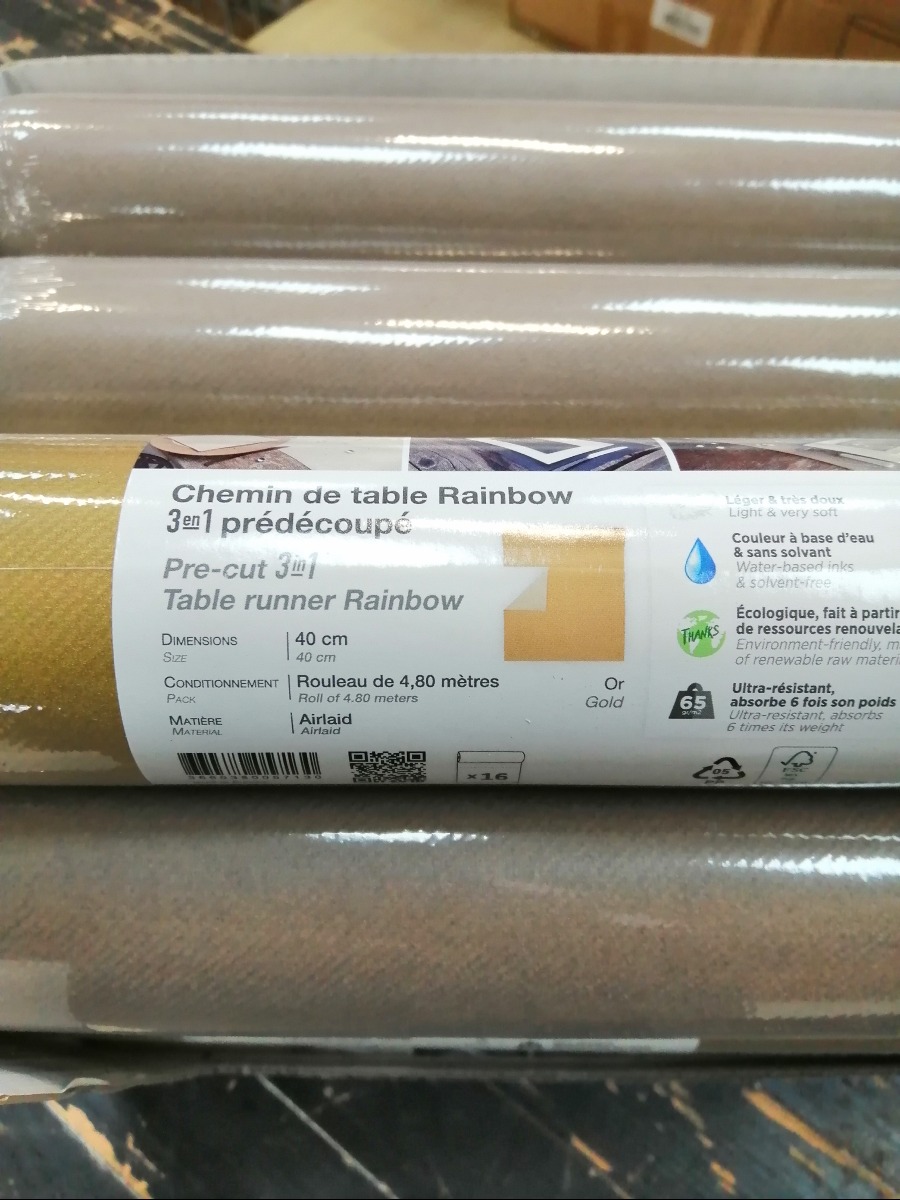 Chemin de table Rainbow
3en1 prédécoupé
Pre-cut 3in1
Table runner Rainbow
DIMENSIONS
SIZE
40 cm
40 cm
CONDITIONNEMENT
PACK
Rouleau de 4,80 mètres
Roll of 4.80 meters
MATIÈRE
MATERIAL
Airlaid
Airlaid
x16
Or
Gold
Léger & très doux
Light & very soft
Couleur à base d'eau
& sans solvant
Water-based inks
& solvent-free
THANKS
Écologique, fait à partir
de ressources renouvela
Environment-friendly, m
of renewable raw materi
65
gr/m2
Ultra-résistant,
absorbe 6 fois son poids
Ultra-resistant, absorbs
6 times its weight
05
FSC